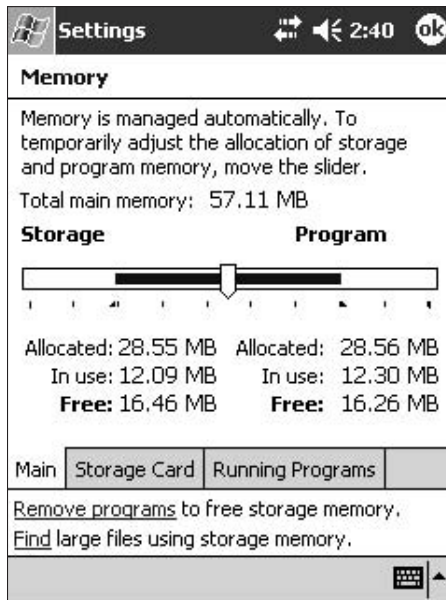 Settings 2:40 ok
Memory
Memory is managed automatically. To
temporarily adjust the allocation of storage
and program memory, move the slider.
Total main memory: 57.11 MB
Storage Program
Allocated: 28.55 MB Allocated: 28.56 MB
In use: 12.09 MB In use: 12.30 MB
Free: 16.46 MB Free: 16.26 MB
Main Storage Card Running Programs
Remove programs to free storage memory.
Find large files using storage memory.